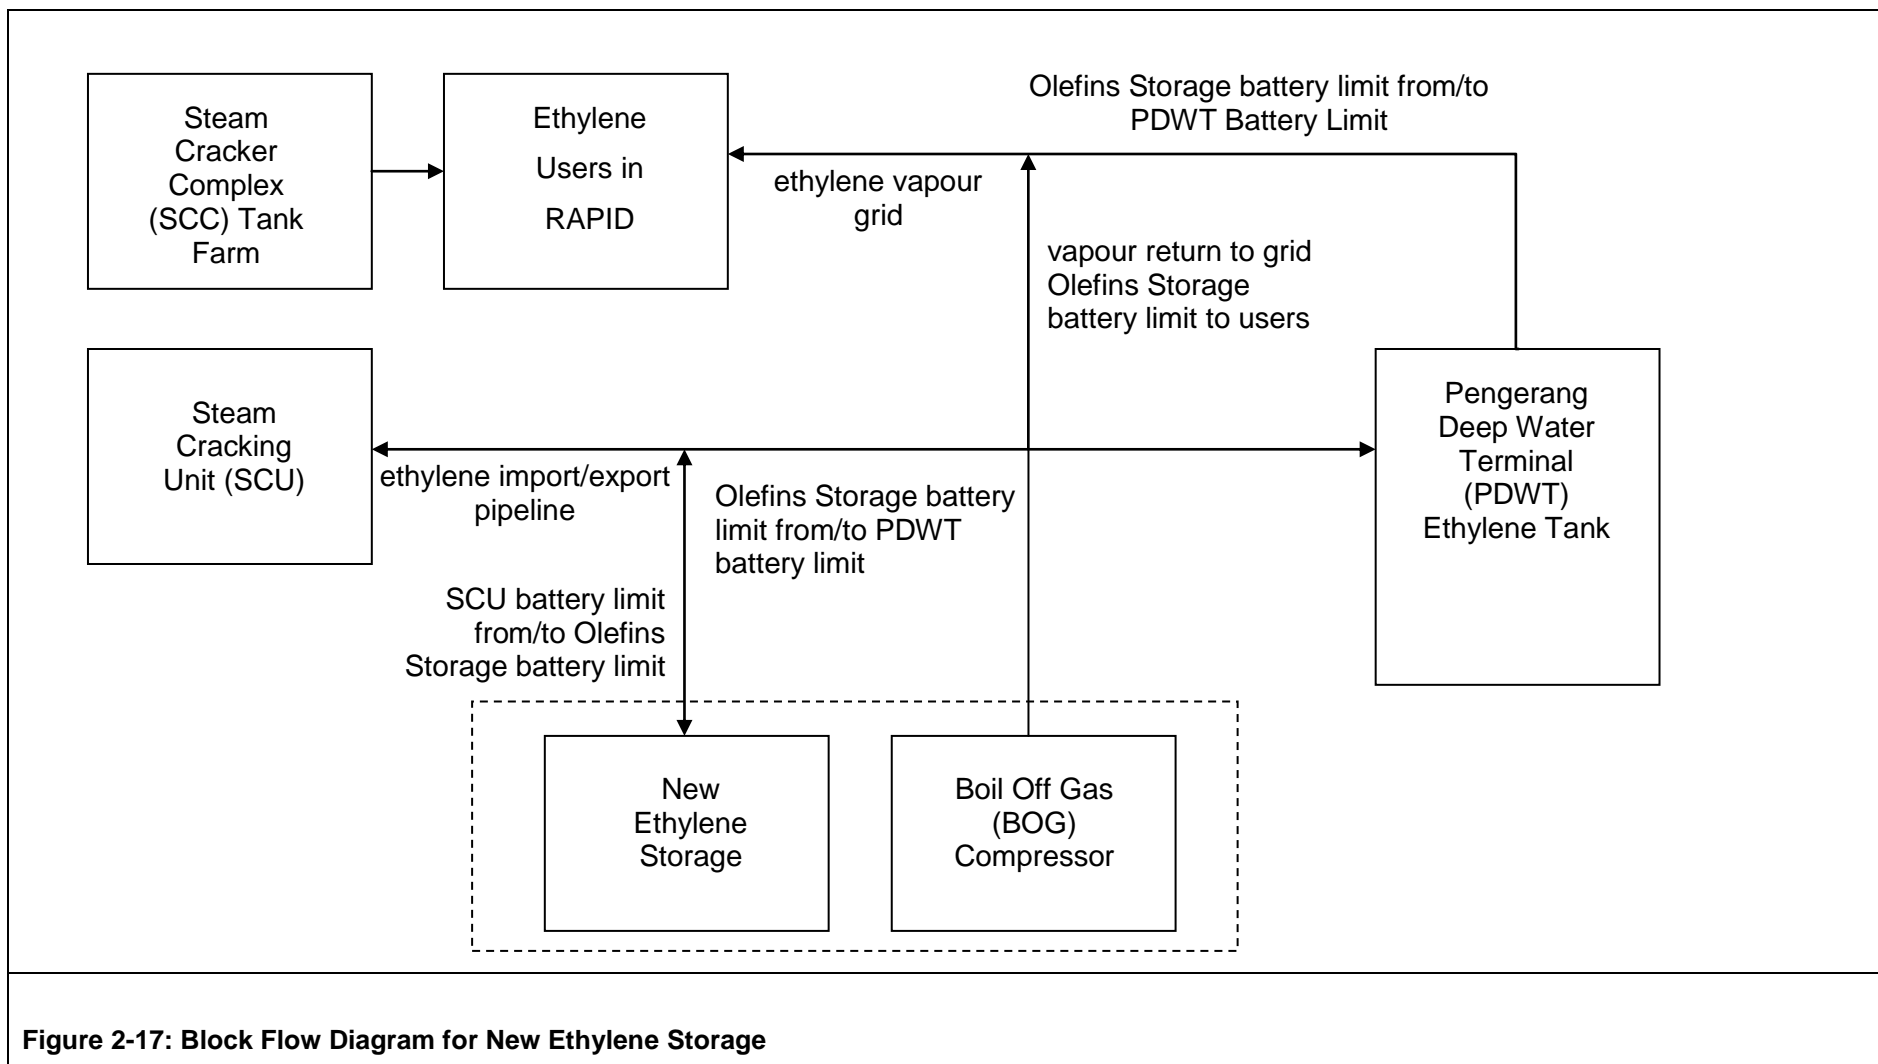 Steam
Cracker
Complex
(SCC) Tank
Farm
Ethylene
Users in
RAPID
Olefins Storage battery limit from/to
PDWT Battery Limit
ethylene vapour
grid
vapour return to grid
Olefins Storage
battery limit to users
Steam
Cracking
Unit (SCU)
ethylene import/export
pipeline
Olefins Storage battery
limit from/to PDWT
battery limit
Pengerang
Deep Water
Terminal
(PDWT)
Ethylene Tank
SCU battery limit
from/to Olefins
Storage battery limit
New
Ethylene
Storage
Boil Off Gas
(BOG)
Compressor
Figure 2-17: Block Flow Diagram for New Ethylene Storage